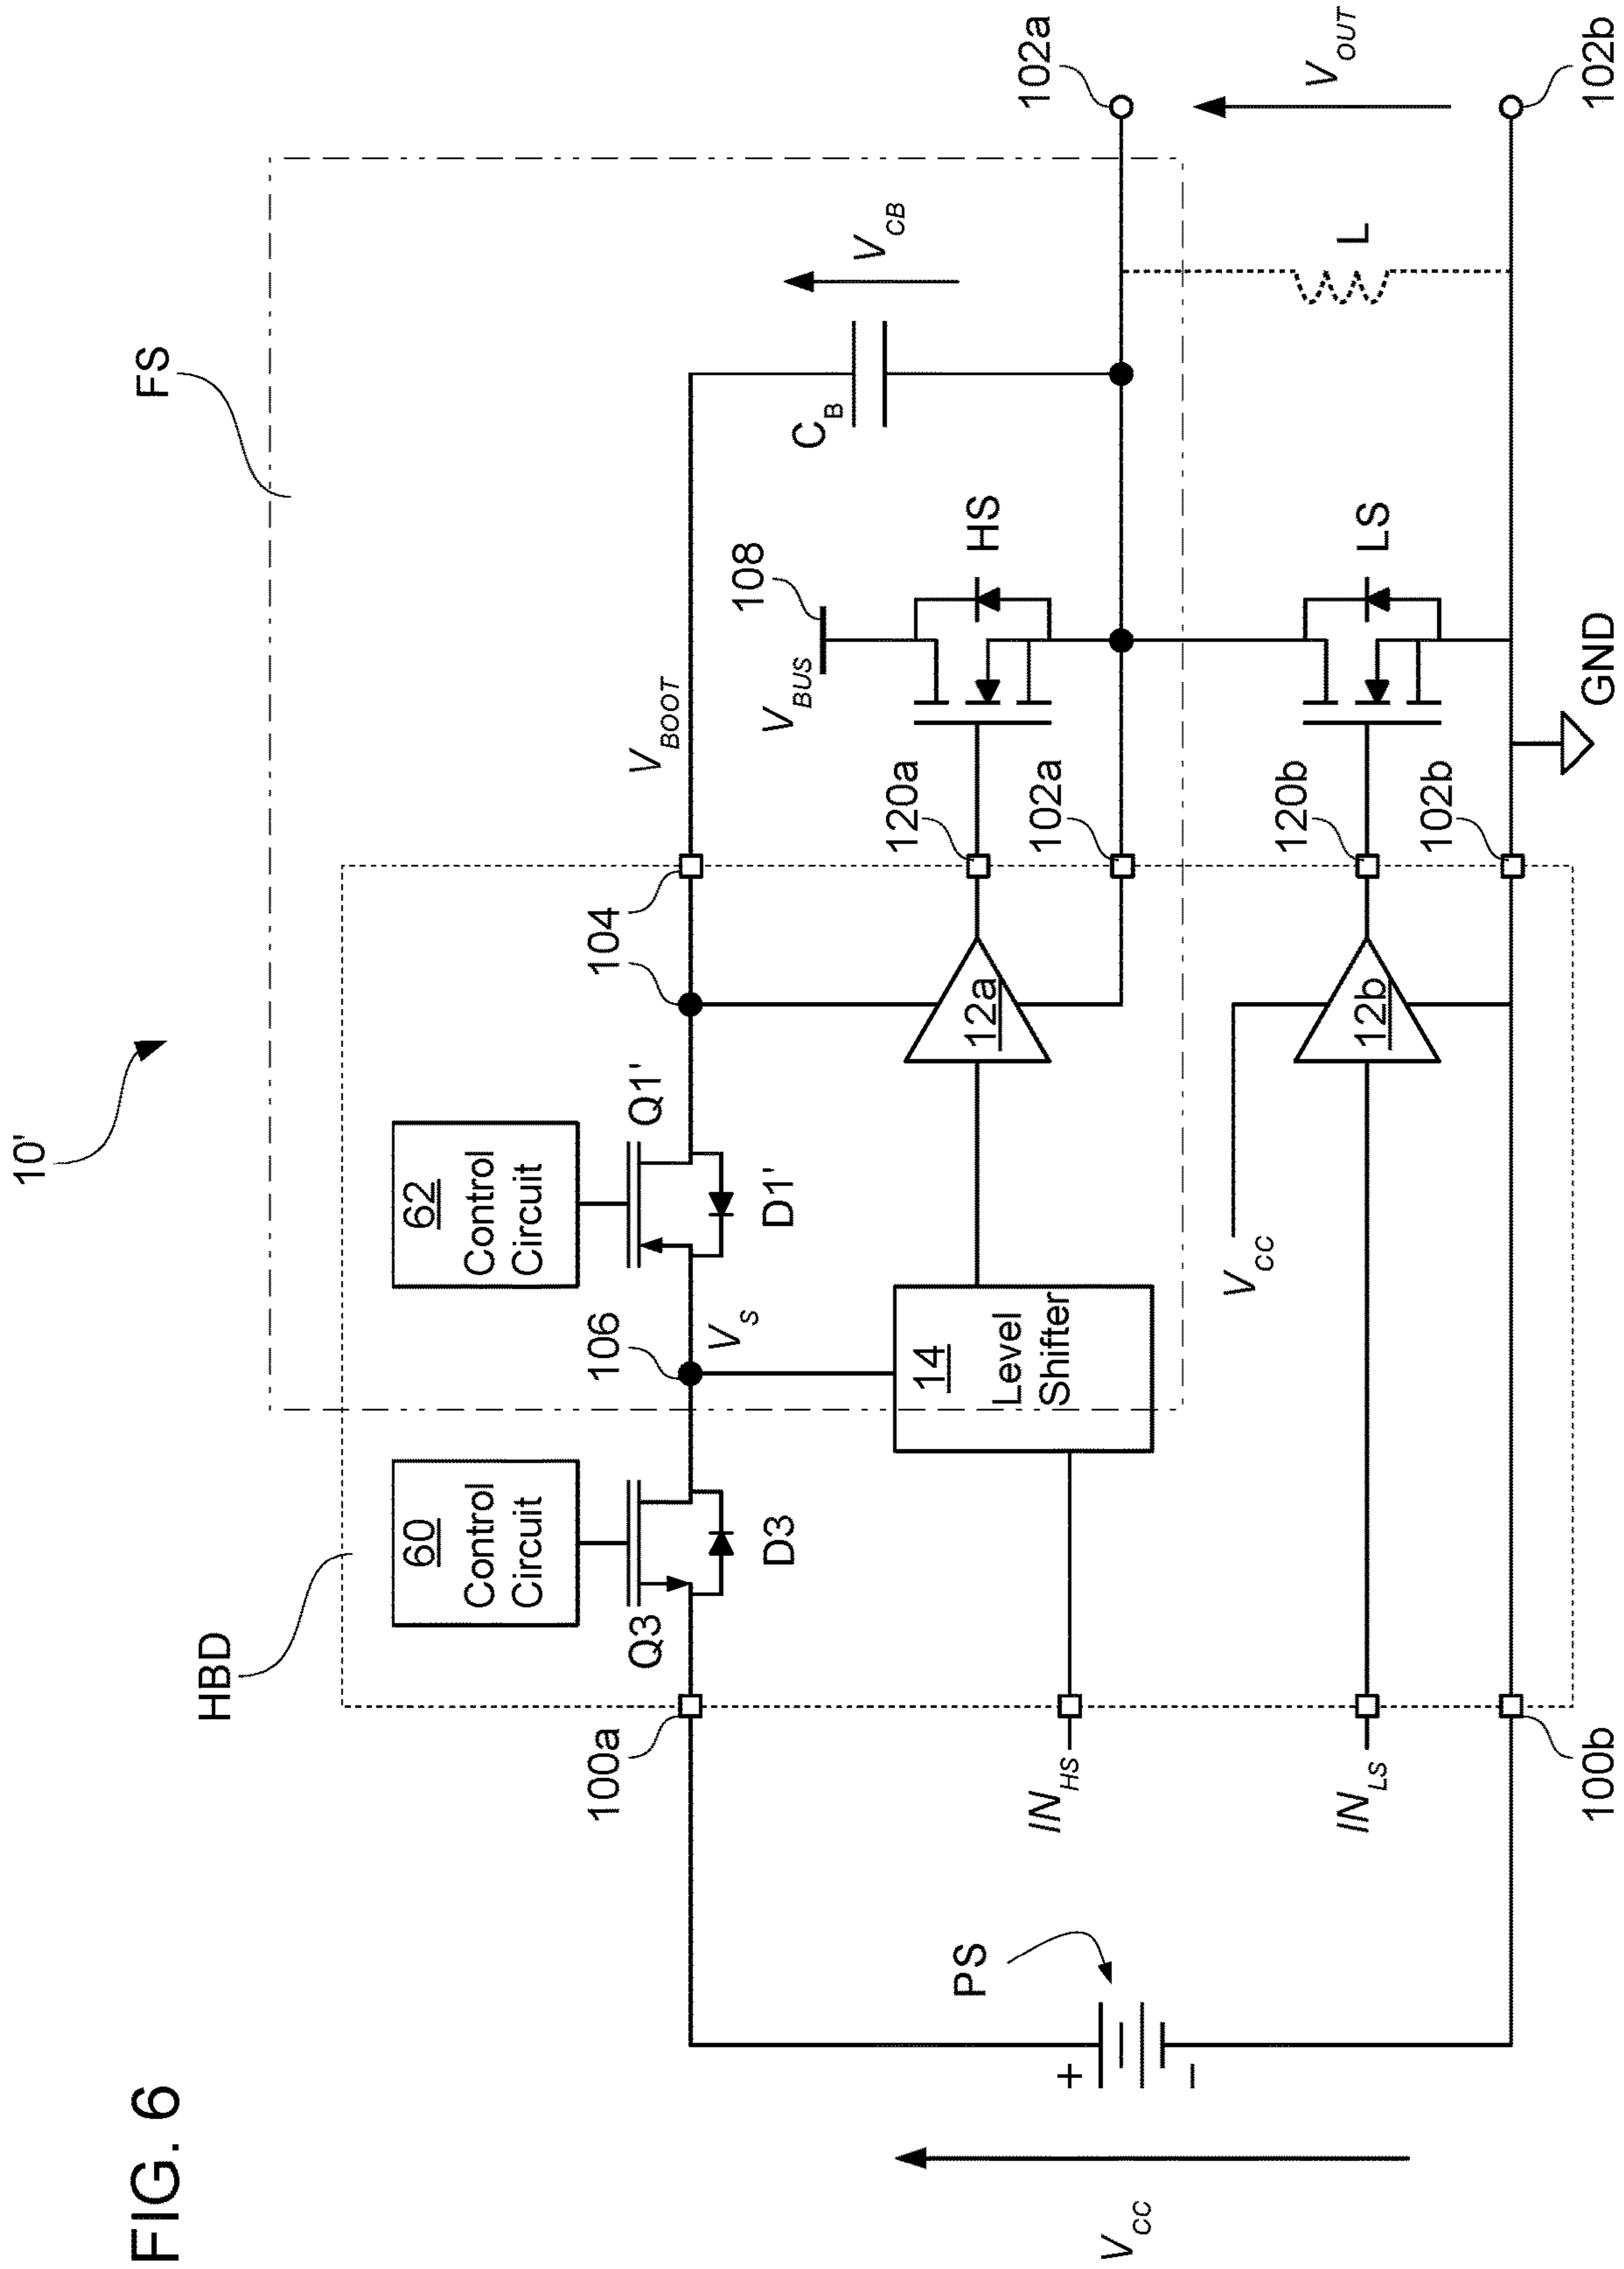 FIG. 6
10'
HBD
FS
60
Control
Circuit
62
Control
Circuit
Q3
Q1'
D3
D1'
100a
106
104
V_S
V_BOOT
V_BUS
108
C_B
V_CB
102a
PS
+
-
V_CC
IN_HS
14
Level
Shifter
12a
120a
102a
HS
V_OUT
L
IN_LS
V_CC
12b
120b
102b
LS
100b
GND
102b